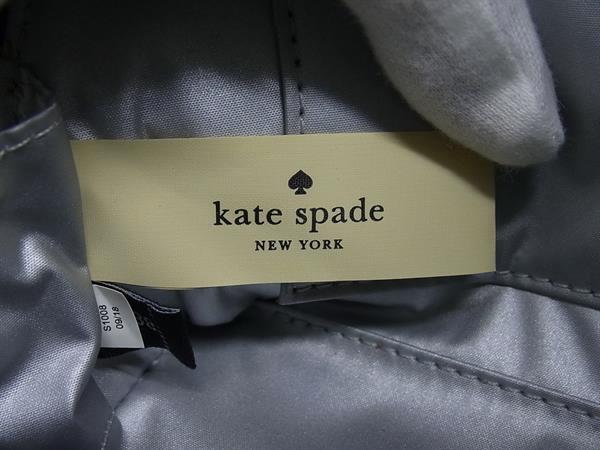 kate spade
NEW YORK
S1008
09/18